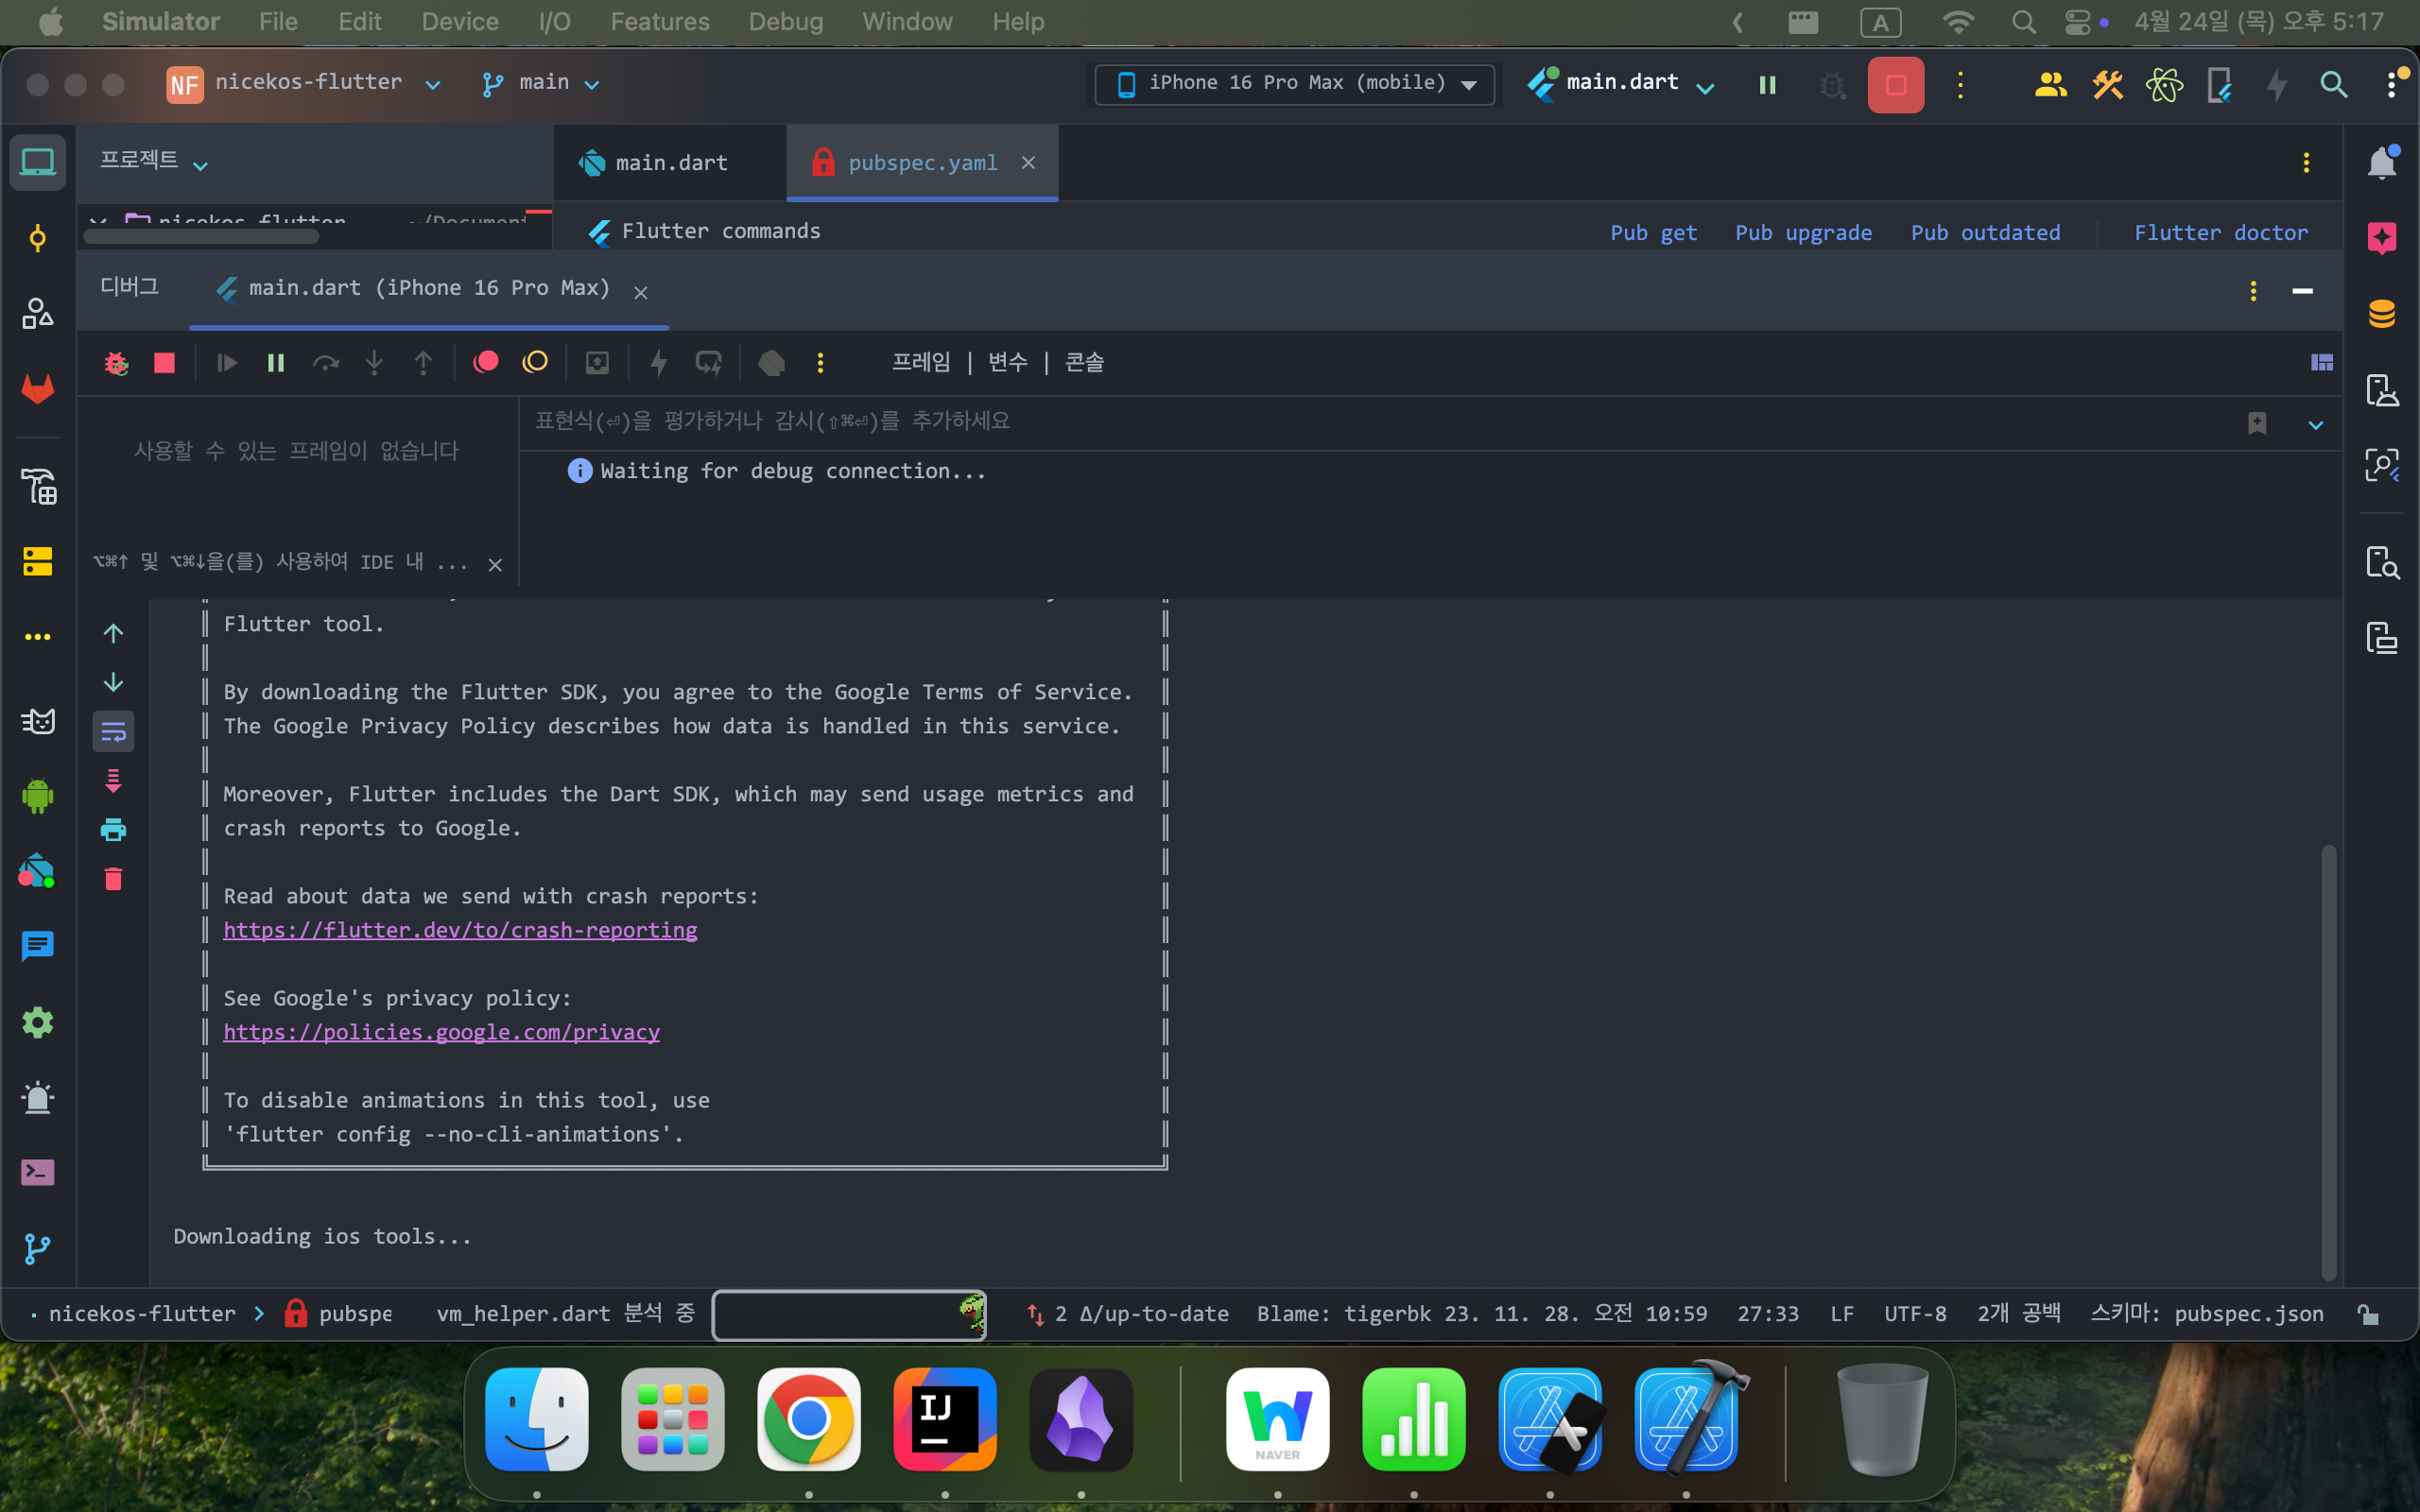 Simulator File Edit Device I/O Features Debug Window Help A 4월 24일 (목) 오후 5:17
NF nicekos-flutter main iPhone 16 Pro Max (mobile) main.dart
프로젝트 main.dart pubspec.yaml
nicekos-flutter ~/Document
Flutter commands Pub get Pub upgrade Pub outdated Flutter doctor
디버그 main.dart (iPhone 16 Pro Max)
프레임 | 변수 | 콘솔
표현식(⏎)을 평가하거나 감시(⇧⌘⏎)를 추가하세요
사용할 수 있는 프레임이 없습니다
Waiting for debug connection...
⌥⌘↑ 및 ⌥⌘↓을(를) 사용하여 IDE 내 ...
Flutter tool.
By downloading the Flutter SDK, you agree to the Google Terms of Service.
The Google Privacy Policy describes how data is handled in this service.
Moreover, Flutter includes the Dart SDK, which may send usage metrics and
crash reports to Google.
Read about data we send with crash reports:
https://flutter.dev/to/crash-reporting
See Google's privacy policy:
https://policies.google.com/privacy
To disable animations in this tool, use
'flutter config --no-cli-animations'.
Downloading ios tools...
nicekos-flutter pubspe vm_helper.dart 분석 중 2 ∆/up-to-date Blame: tigerbk 23. 11. 28. 오전 10:59 27:33 LF UTF-8 2개 공백 스키마: pubspec.json
IJ
NAVER